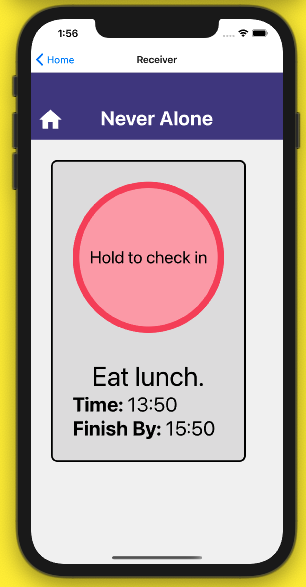 1:56
Home
Receiver
Never Alone
Hold to check in
Eat lunch.
Time: 13:50
Finish By: 15:50